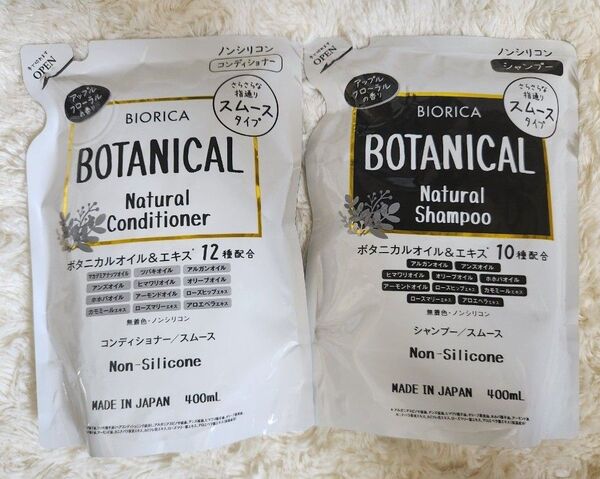 OPEN
ノンシリコン
コンディショナー
アップル
フローラル
の香り
さらさらな
指通り
スムース
タイプ
BIORICA
BOTANICAL
Natural
Conditioner
ボタニカルオイル&エキス* 12種配合
マカデミアナッツオイル ツバキオイル アルガンオイル
アンズオイル ヒマワリオイル オリーブオイル
ホホバオイル アーモンドオイル ローズヒップエキス
カモミールエキス ローズマリーエキス アロエベラエキス
無着色・ノンシリコン
コンディショナー/スムース
Non-Silicone
MADE IN JAPAN 400mL
OPEN
ノンシリコン
シャンプー
アップル
フローラル
の香り
さらさらな
指通り
スムース
タイプ
BIORICA
BOTANICAL
Natural
Shampoo
ボタニカルオイル&エキス* 10種配合
アルガンオイル アンズオイル
ヒマワリオイル オリーブオイル ホホバオイル
アーモンドオイル ローズヒップエキス カモミールエキス
ローズマリーエキス アロエベラエキス
無着色・ノンシリコン
シャンプー/スムース
Non-Silicone
MADE IN JAPAN 400mL